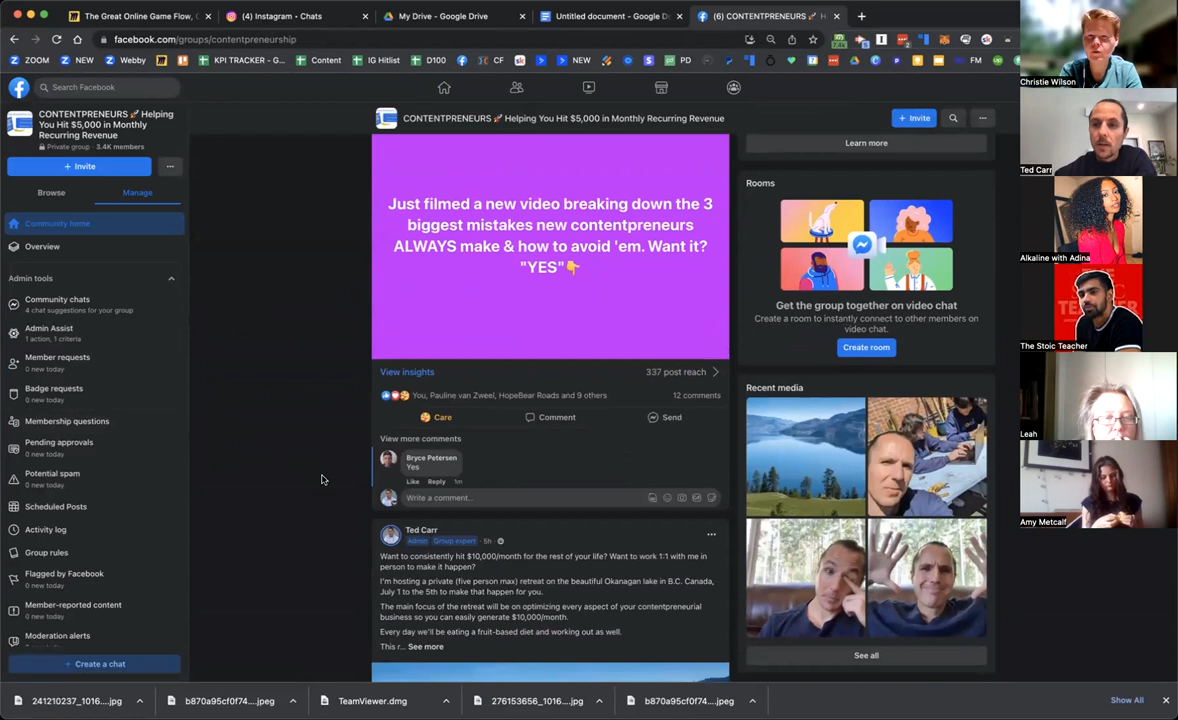 The Great Online Game Flow,
(4) Instagram • Chats
My Drive - Google Drive
Untitled document - Google D
(6) CONTENTPRENEURS 🚀 H
facebook.com/groups/contentpreneurship
ZOOM
NEW
Webby
KPI TRACKER - G...
Content
IG Hitlist
D100
CF
NEW
PD
FM
Search Facebook
CONTENTPRENEURS 🚀 Helping
You Hit $5,000 in Monthly
Recurring Revenue
Private group · 3.4K members
+ Invite
Browse
Manage
Community home
Overview
Admin tools
Community chats
4 chat suggestions for your group
Admin Assist
1 action, 1 criteria
Member requests
0 new today
Badge requests
0 new today
Membership questions
Pending approvals
0 new today
Potential spam
0 new today
Scheduled Posts
Activity log
Group rules
Flagged by Facebook
0 new today
Member-reported content
0 new today
Moderation alerts
0 new today
+ Create a chat
CONTENTPRENEURS 🚀 Helping You Hit $5,000 in Monthly Recurring Revenue
+ Invite
Just filmed a new video breaking down the 3
biggest mistakes new contentpreneurs
ALWAYS make & how to avoid 'em. Want it?
"YES"👇
View insights
337 post reach
You, Pauline van Zweel, HopeBear Roads and 9 others
12 comments
Care
Comment
Send
View more comments
Bryce Petersen
Yes
Like Reply 1m
Write a comment...
Ted Carr
Admin Group expert · 5h ·
Want to consistently hit $10,000/month for the rest of your life? Want to work 1:1 with me in
person to make it happen?
I'm hosting a private (five person max) retreat on the beautiful Okanagan lake in B.C. Canada,
July 1 to the 5th to make that happen for you.
The main focus of the retreat will be on optimizing every aspect of your contentpreneurial
business so you can easily generate $10,000/month.
Every day we'll be eating a fruit-based diet and working out as well.
This r... See more
Learn more
Rooms
Get the group together on video chat
Create a room to instantly connect to other members on
video chat.
Create room
Recent media
See all
Christie Wilson
Ted Carr
Alkaline with Adina
The Stoic Teacher
Leah
Amy Metcalf
241210237_1016....jpg
b870a95cf0f74....jpeg
TeamViewer.dmg
276153656_1016....jpg
b870a95cf0f74....jpeg
Show All